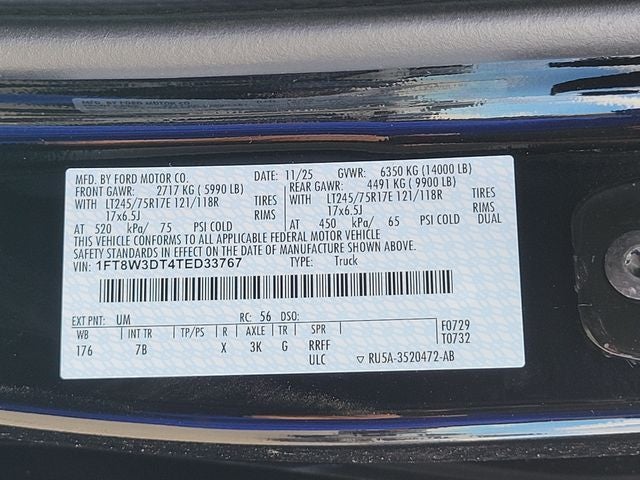 MFD. BY FORD MOTOR CO.
MFD. BY FORD MOTOR CO. DATE: 11/25 GVWR: 6350 KG (14000 LB)
FRONT GAWR: 2717 KG ( 5990 LB) REAR GAWR: 4491 KG ( 9900 LB)
WITH LT245/75R17E 121/118R TIRES WITH LT245/75R17E 121/118R TIRES
17x6.5J RIMS 17x6.5J RIMS
AT 520 kPa/ 75 PSI COLD AT 450 kPa/ 65 PSI COLD DUAL
THIS VEHICLE CONFORMS TO ALL APPLICABLE FEDERAL MOTOR VEHICLE
SAFETY STANDARDS IN EFFECT ON THE DATE OF MANUFACTURE SHOWN ABOVE.
VIN: 1FT8W3DT4TED33767 TYPE: Truck
EXT PNT: UM RC: 56 DSO: F0729
WB INT TR TP/PS R AXLE TR SPR T0732
176 7B X 3K G RRFF
ULC ▽ RU5A-3520472-AB